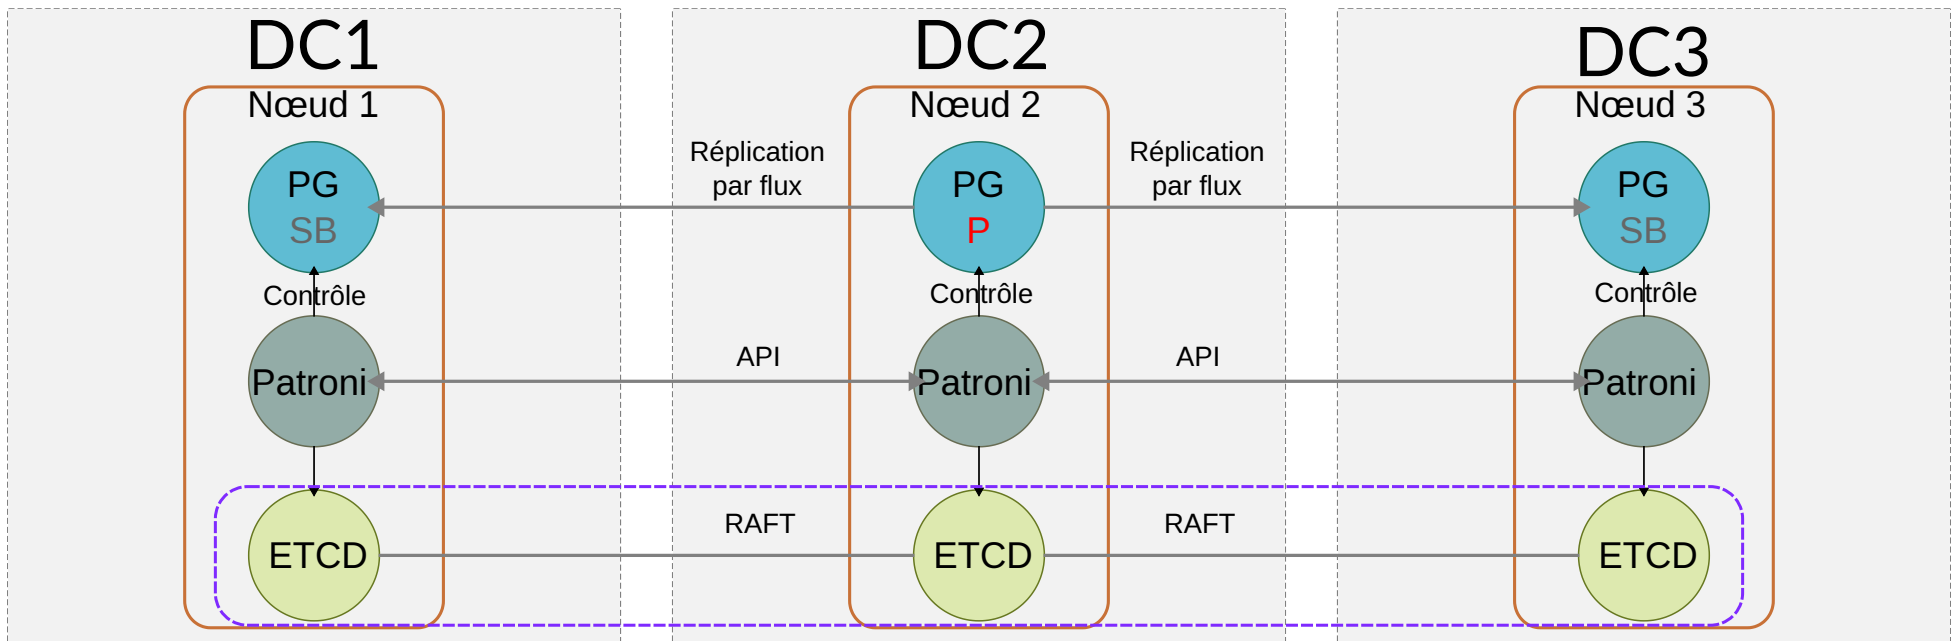 DC1
DC2
DC3
Nœud 1
Nœud 2
Nœud 3
Réplication
par flux
Réplication
par flux
PG
SB
PG
P
PG
SB
Contrôle
Contrôle
Contrôle
API
API
Patroni
Patroni
Patroni
RAFT
RAFT
ETCD
ETCD
ETCD